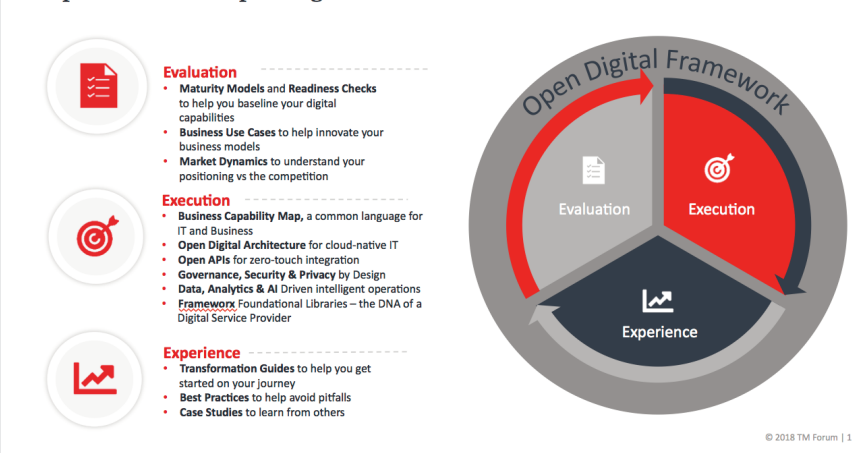 Evaluation
• Maturity Models and Readiness Checks
to help you baseline your digital
capabilities
• Business Use Cases to help innovate your
business models
• Market Dynamics to understand your
positioning vs the competition
Execution
• Business Capability Map, a common language for
IT and Business
• Open Digital Architecture for cloud-native IT
• Open APIs for zero-touch integration
• Governance, Security & Privacy by Design
• Data, Analytics & AI Driven intelligent operations
• Frameworx Foundational Libraries – the DNA of a
Digital Service Provider
Experience
• Transformation Guides to help you get
started on your journey
• Best Practices to help avoid pitfalls
• Case Studies to learn from others
Open Digital Framework
Evaluation
Execution
Experience
© 2018 TM Forum | 1